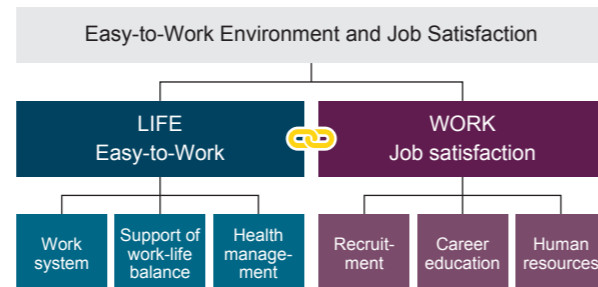 Easy-to-Work Environment and Job Satisfaction
LIFE
Easy-to-Work
WORK
Job satisfaction
Work
system
Support of
work-life
balance
Health
manage-
ment
Recruit-
ment
Career
education
Human
resources